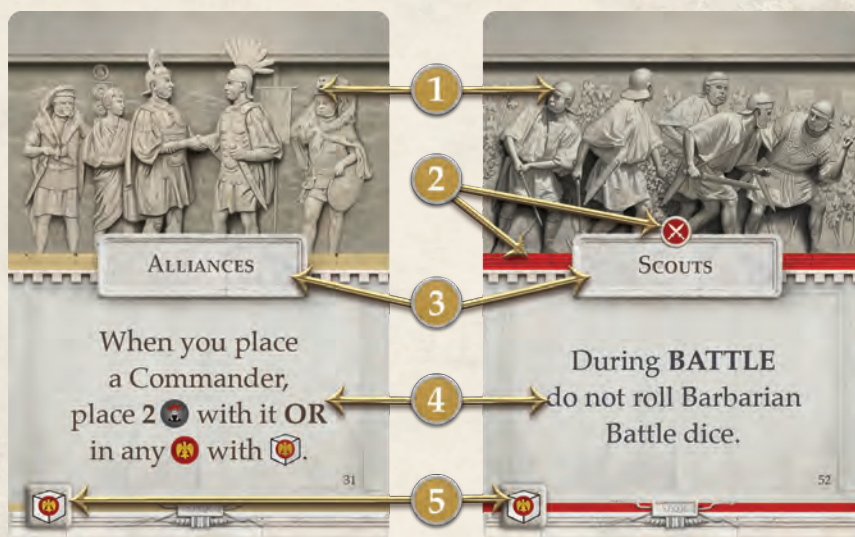 1
2
ALLIANCES
SCOUTS
3
When you place
a Commander,
place 2 with it OR
in any with .
During BATTLE
do not roll Barbarian
Battle dice.
4
31
52
5